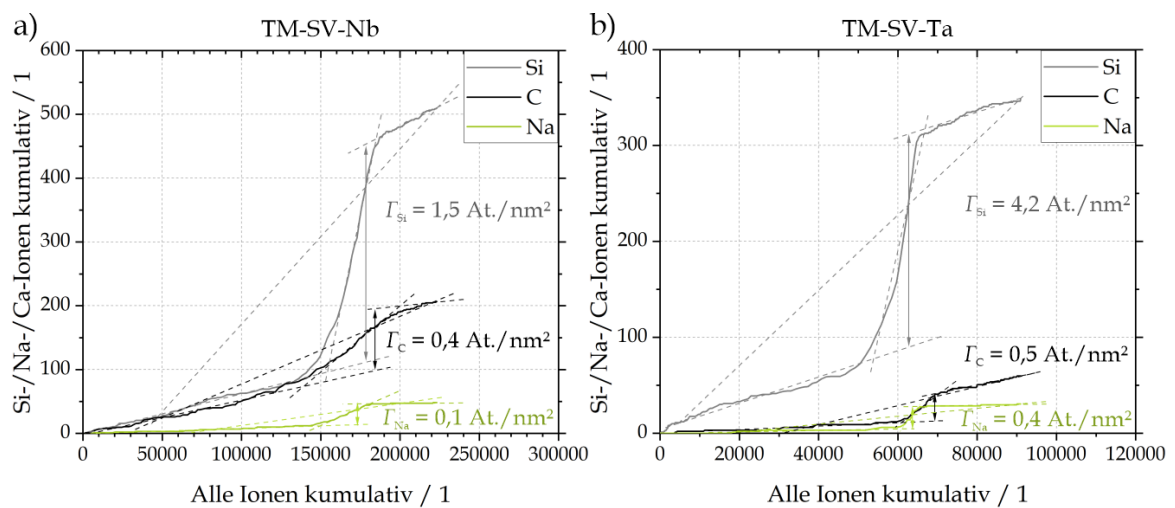 a)
TM-SV-Nb
Si-/Na-/Ca-Ionen kumulativ / 1
600
500
400
300
200
100
0
Si
C
Na
Γ_Si = 1,5 At./nm²
Γ_C = 0,4 At./nm²
Γ_Na = 0,1 At./nm²
0 50000 100000 150000 200000 250000 300000
Alle Ionen kumulativ / 1
b)
TM-SV-Ta
Si-/Na-/Ca-Ionen kumulativ / 1
400
300
200
100
0
Si
C
Na
Γ_Si = 4,2 At./nm²
Γ_C = 0,5 At./nm²
Γ_Na = 0,4 At./nm²
0 20000 40000 60000 80000 100000 120000
Alle Ionen kumulativ / 1